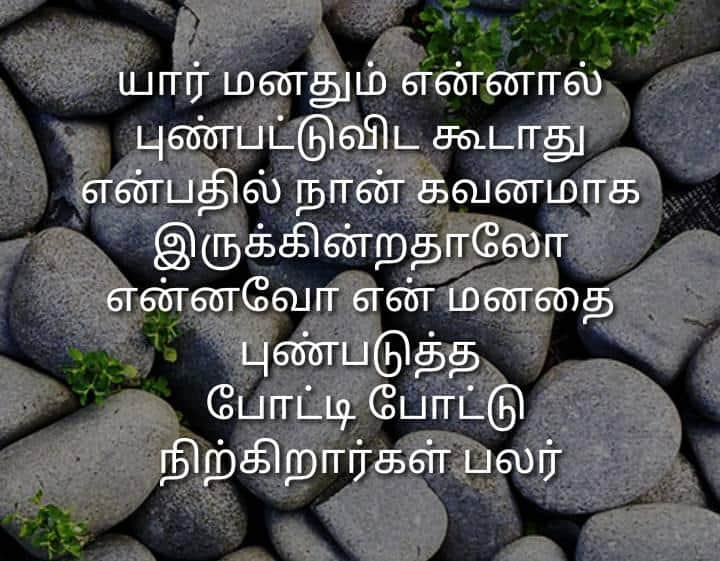 யார் மனதும் என்னால்
புண்பட்டுவிட கூடாது
என்பதில் நான் கவனமாக
இருக்கின்றதாலோ
என்னவோ என் மனதை
புண்படுத்த
போட்டி போட்டு
நிற்கிறார்கள் பலர்